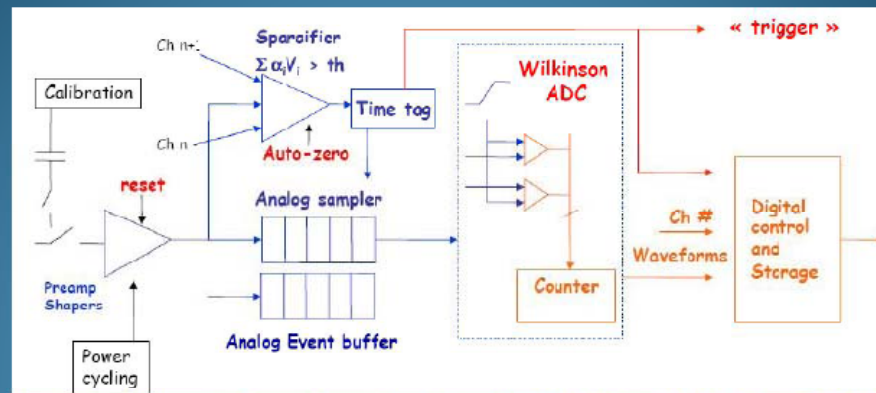 Ch n+1
Sparsifier
Σ αiVi > th
« trigger »
Wilkinson
ADC
Calibration
Time tag
Ch n
Auto-zero
reset
Analog sampler
Ch #
Waveforms
Digital
control
and
Storage
Preamp
Shapers
Counter
Analog Event buffer
Power
cycling